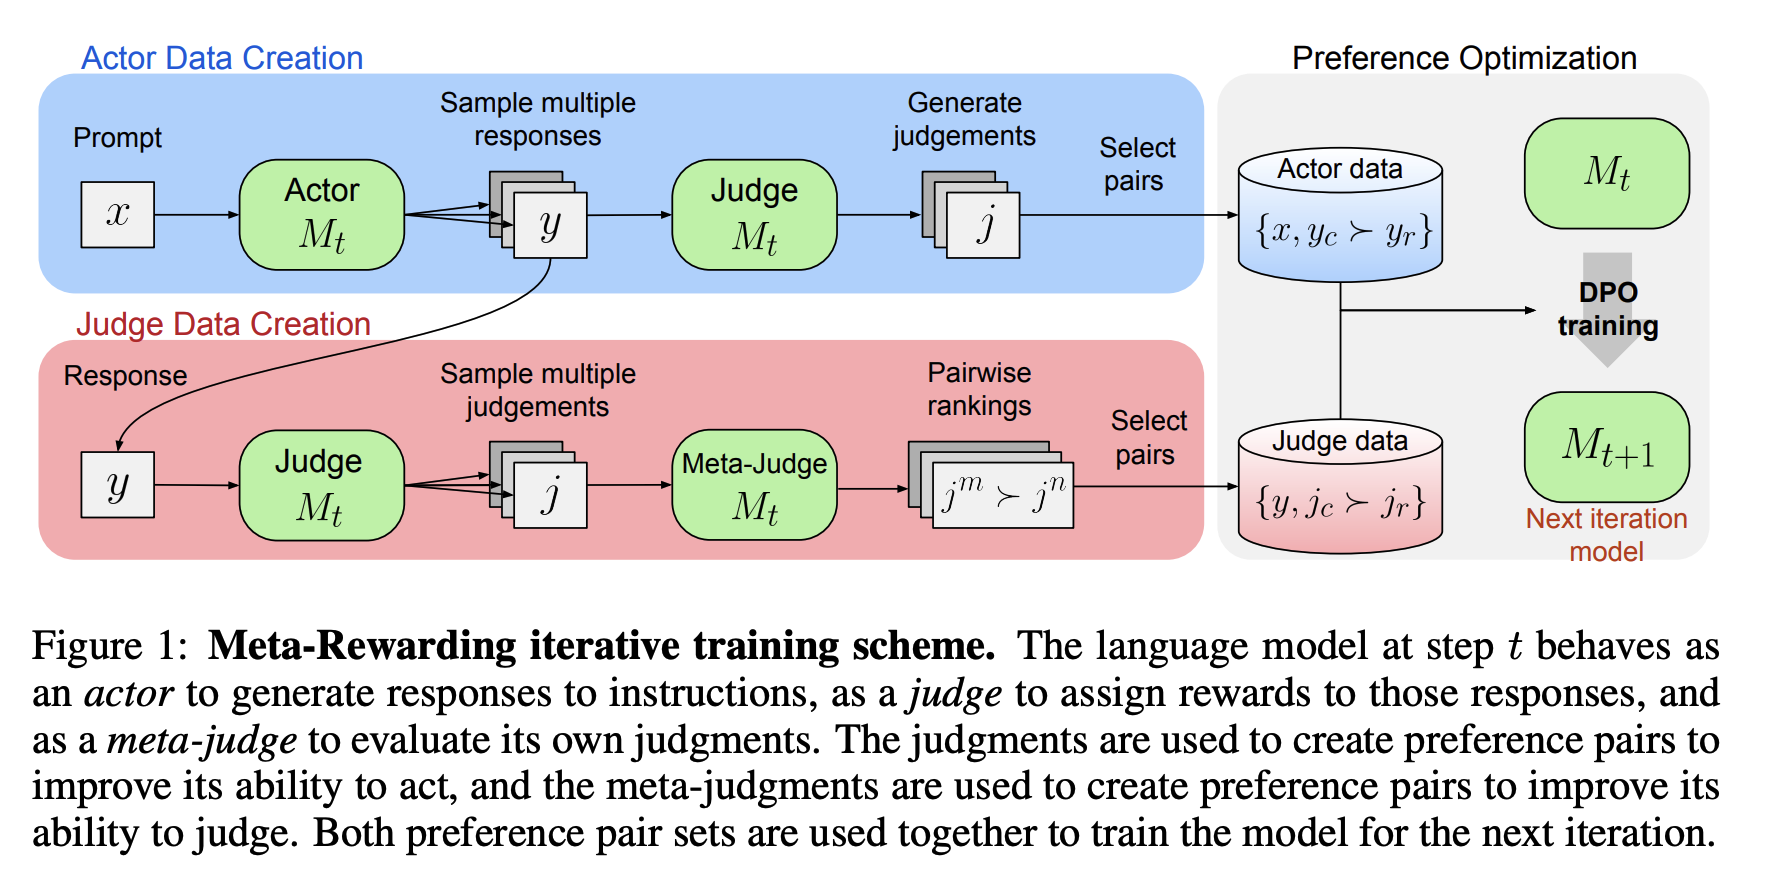 Actor Data Creation
Prompt
x
Actor
M_t
Sample multiple
responses
y
Judge
M_t
Generate
judgements
j
Select
pairs
Judge Data Creation
Response
y
Judge
M_t
Sample multiple
judgements
j
Meta-Judge
M_t
Pairwise
rankings
j^m ≻ j^n
Select
pairs
Preference Optimization
Actor data
{x, y_c ≻ y_r}
Judge data
{y, j_c ≻ j_r}
M_t
DPO
training
M_{t+1}
Next iteration
model
Figure 1: Meta-Rewarding iterative training scheme. The language model at step t behaves as
an actor to generate responses to instructions, as a judge to assign rewards to those responses, and
as a meta-judge to evaluate its own judgments. The judgments are used to create preference pairs to
improve its ability to act, and the meta-judgments are used to create preference pairs to improve its
ability to judge. Both preference pair sets are used together to train the model for the next iteration.